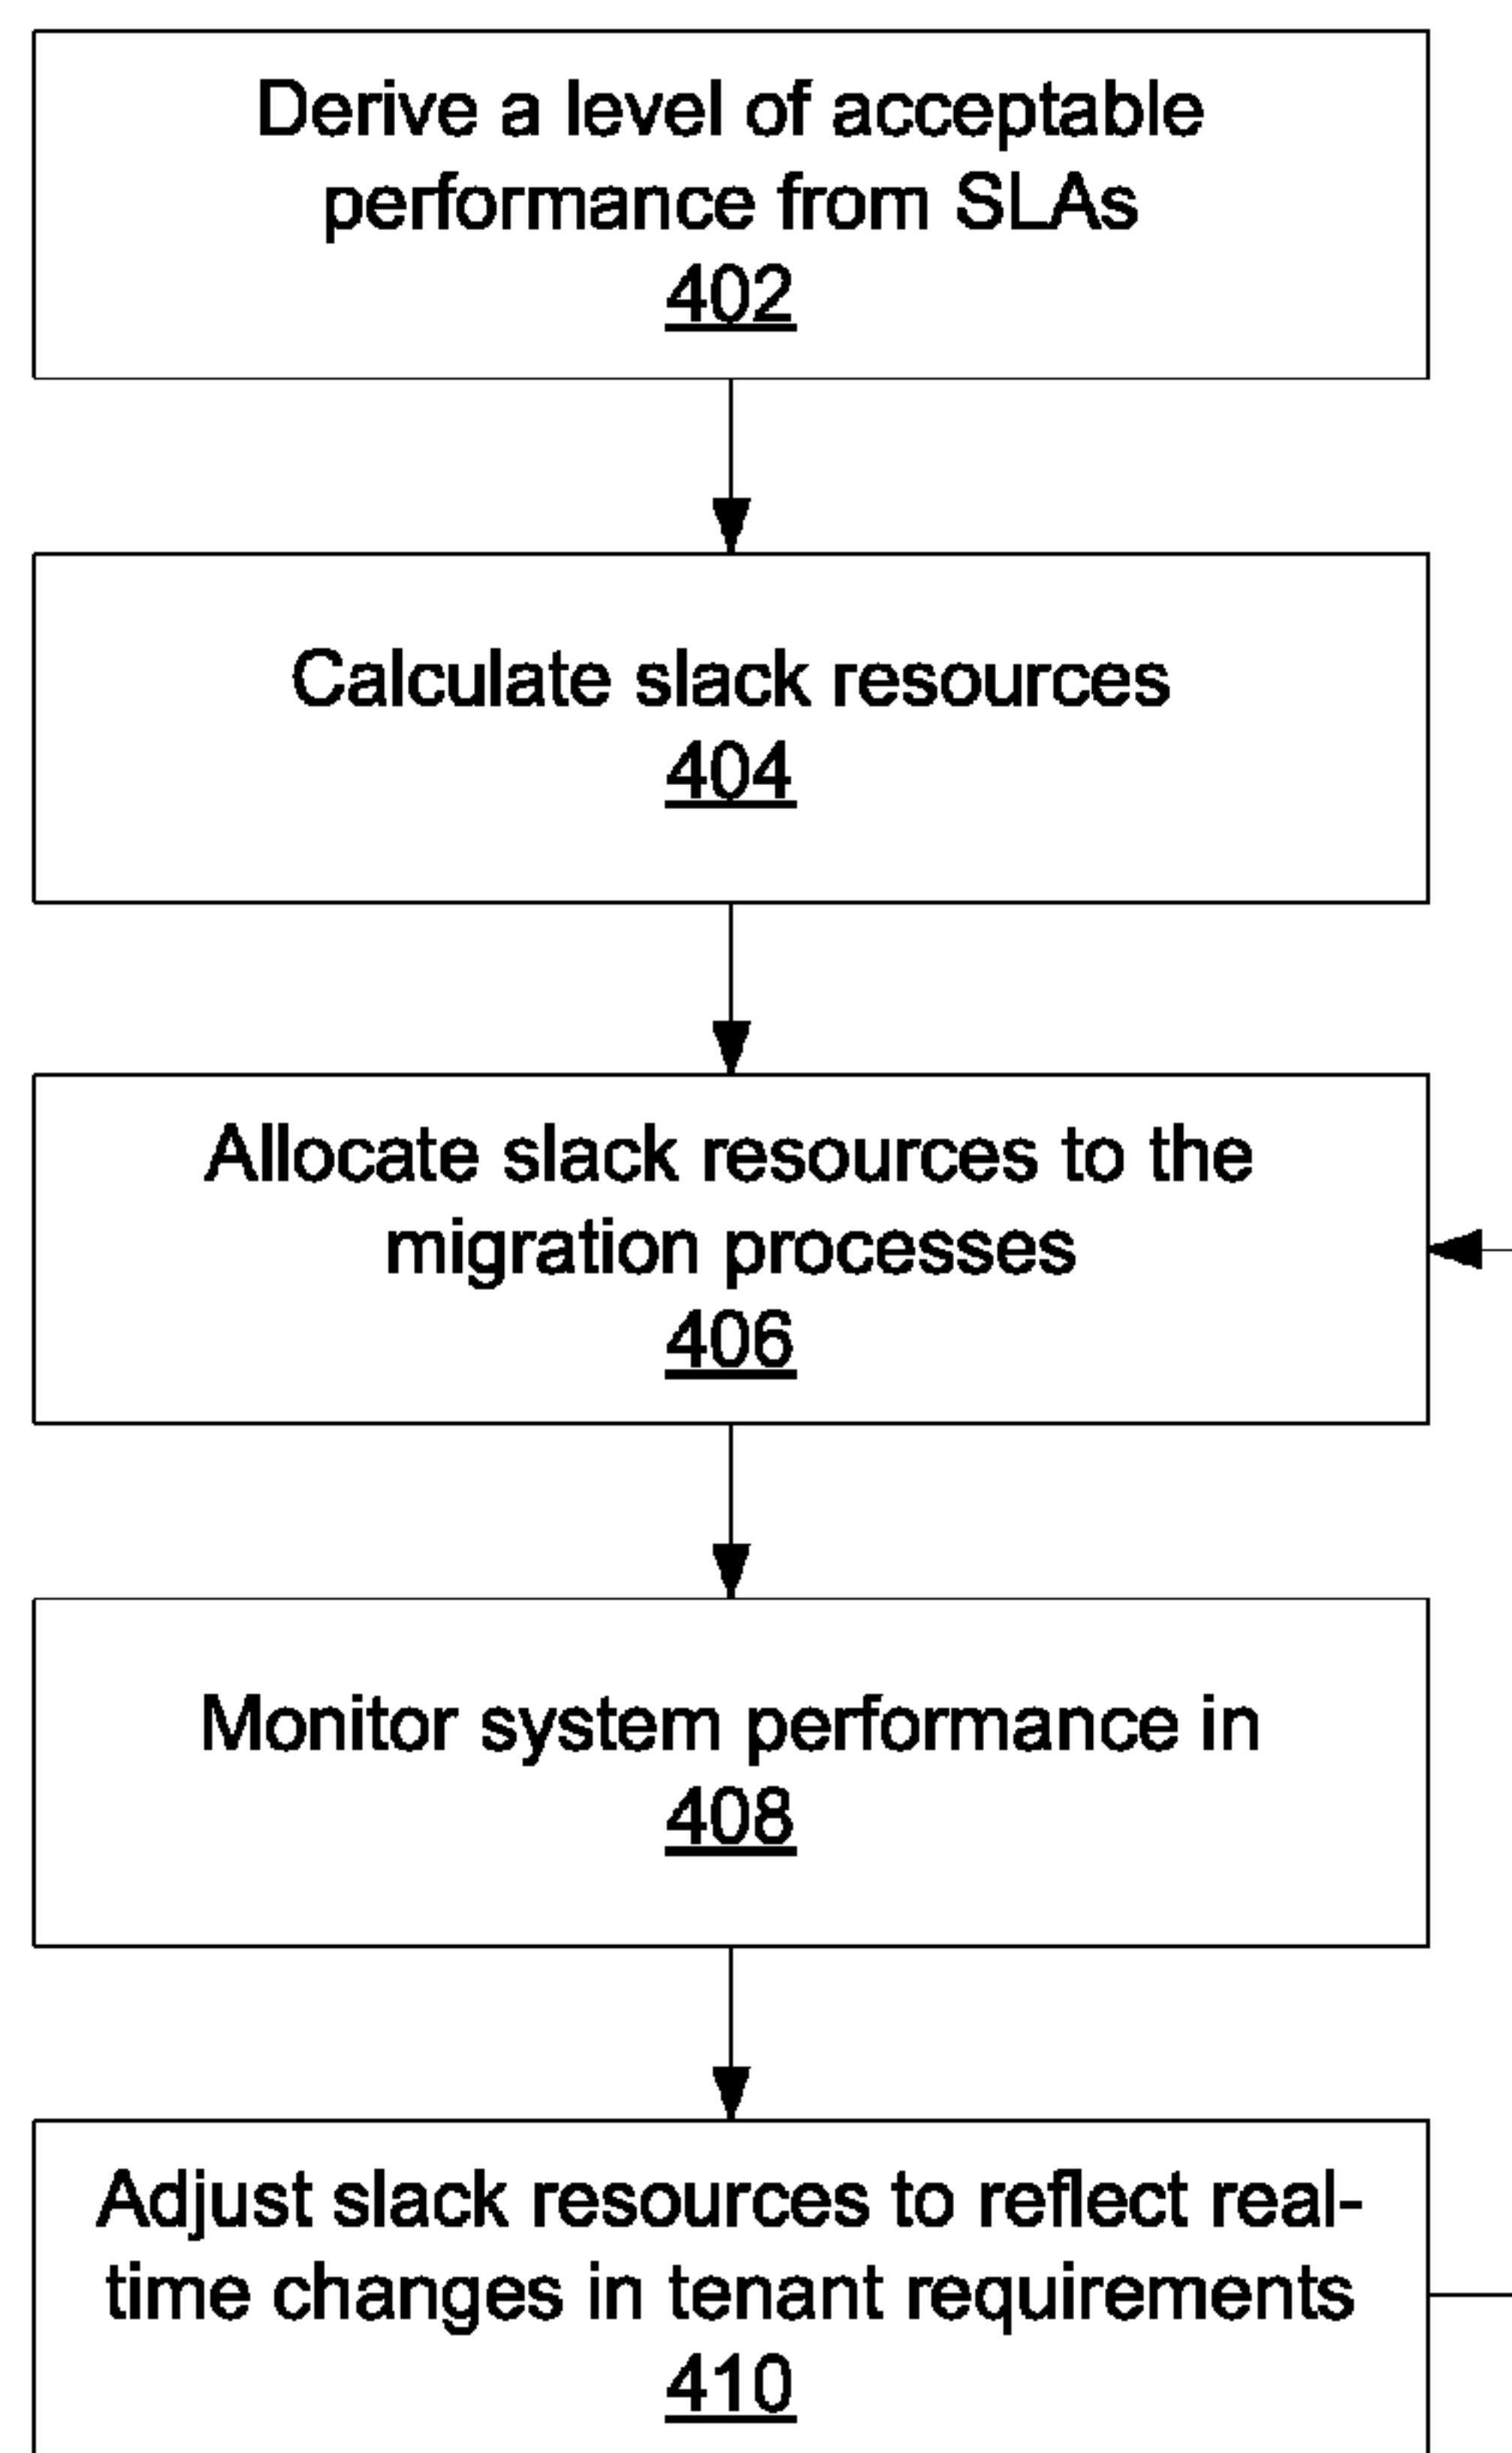 Derive a level of acceptable
performance from SLAs
402
Calculate slack resources
404
Allocate slack resources to the
migration processes
406
Monitor system performance in
408
Adjust slack resources to reflect real-
time changes in tenant requirements
410